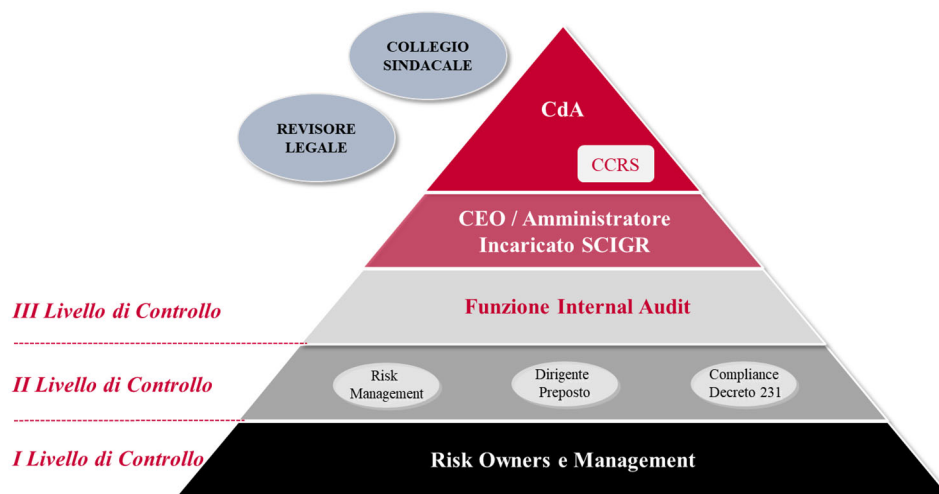 COLLEGIO
SINDACALE
REVISORE
LEGALE
CdA
CCRS
CEO / Amministratore
Incaricato SCIGR
III Livello di Controllo
Funzione Internal Audit
II Livello di Controllo
Risk
Management
Dirigente
Preposto
Compliance
Decreto 231
I Livello di Controllo
Risk Owners e Management